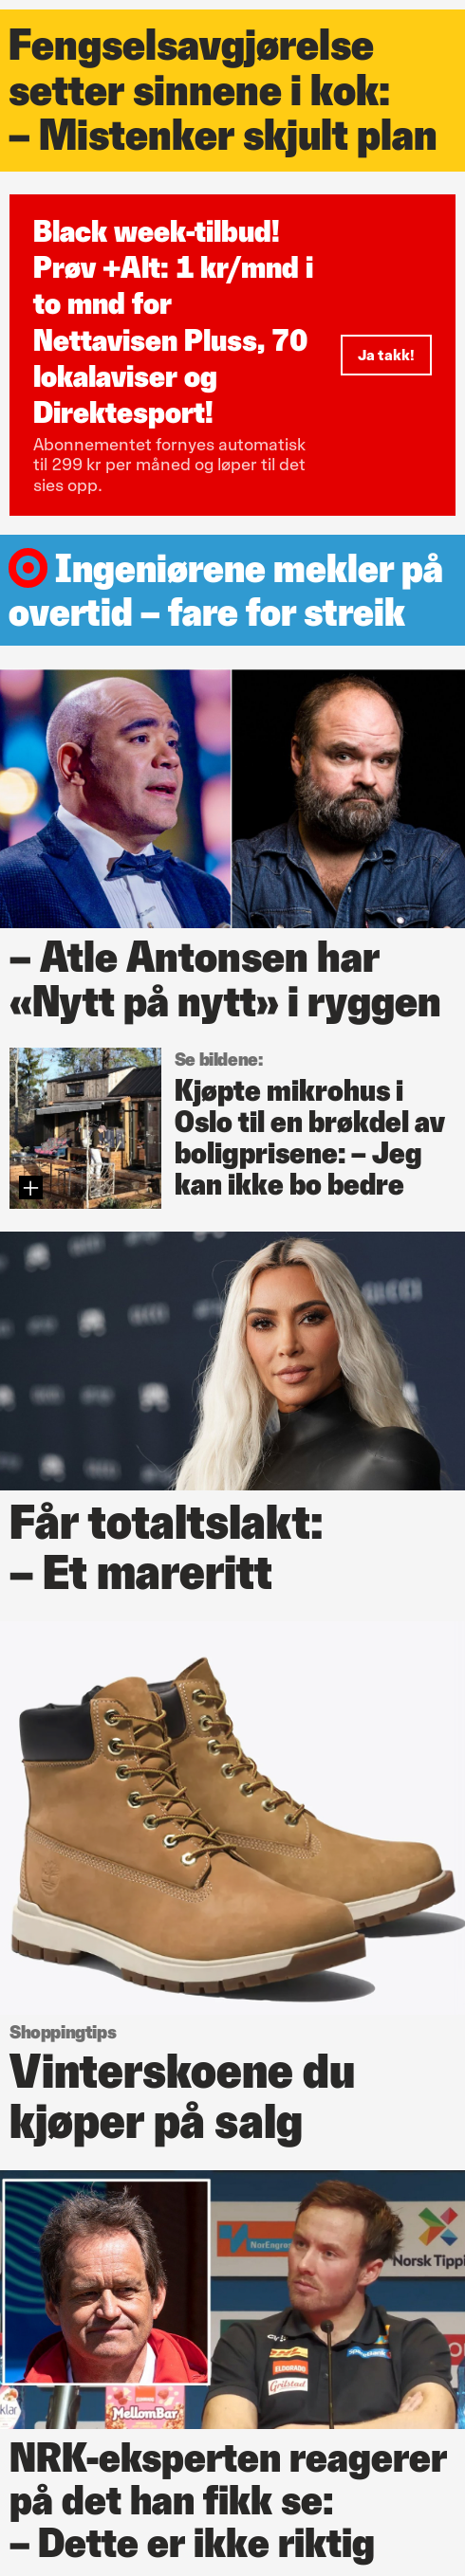 Fengselsavgjørelse
setter sinnene i kok:
– Mistenker skjult plan
Black week-tilbud!
Prøv +Alt: 1 kr/mnd i
to mnd for
Nettavisen Pluss, 70
lokalaviser og
Direktesport!
Abonnementet fornyes automatisk
til 299 kr per måned og løper til det
sies opp.
Ja takk!
Ingeniørene mekler på
overtid – fare for streik
– Atle Antonsen har
«Nytt på nytt» i ryggen
Se bildene:
Kjøpte mikrohus i
Oslo til en brøkdel av
boligprisene: – Jeg
kan ikke bo bedre
Får totaltslakt:
– Et mareritt
Shoppingtips
Vinterskoene du
kjøper på salg
NorEngros
Norsk Tippi
ELDORADO
Grilstad
klar
MellomBar
NRK-eksperten reagerer
på det han fikk se:
– Dette er ikke riktig